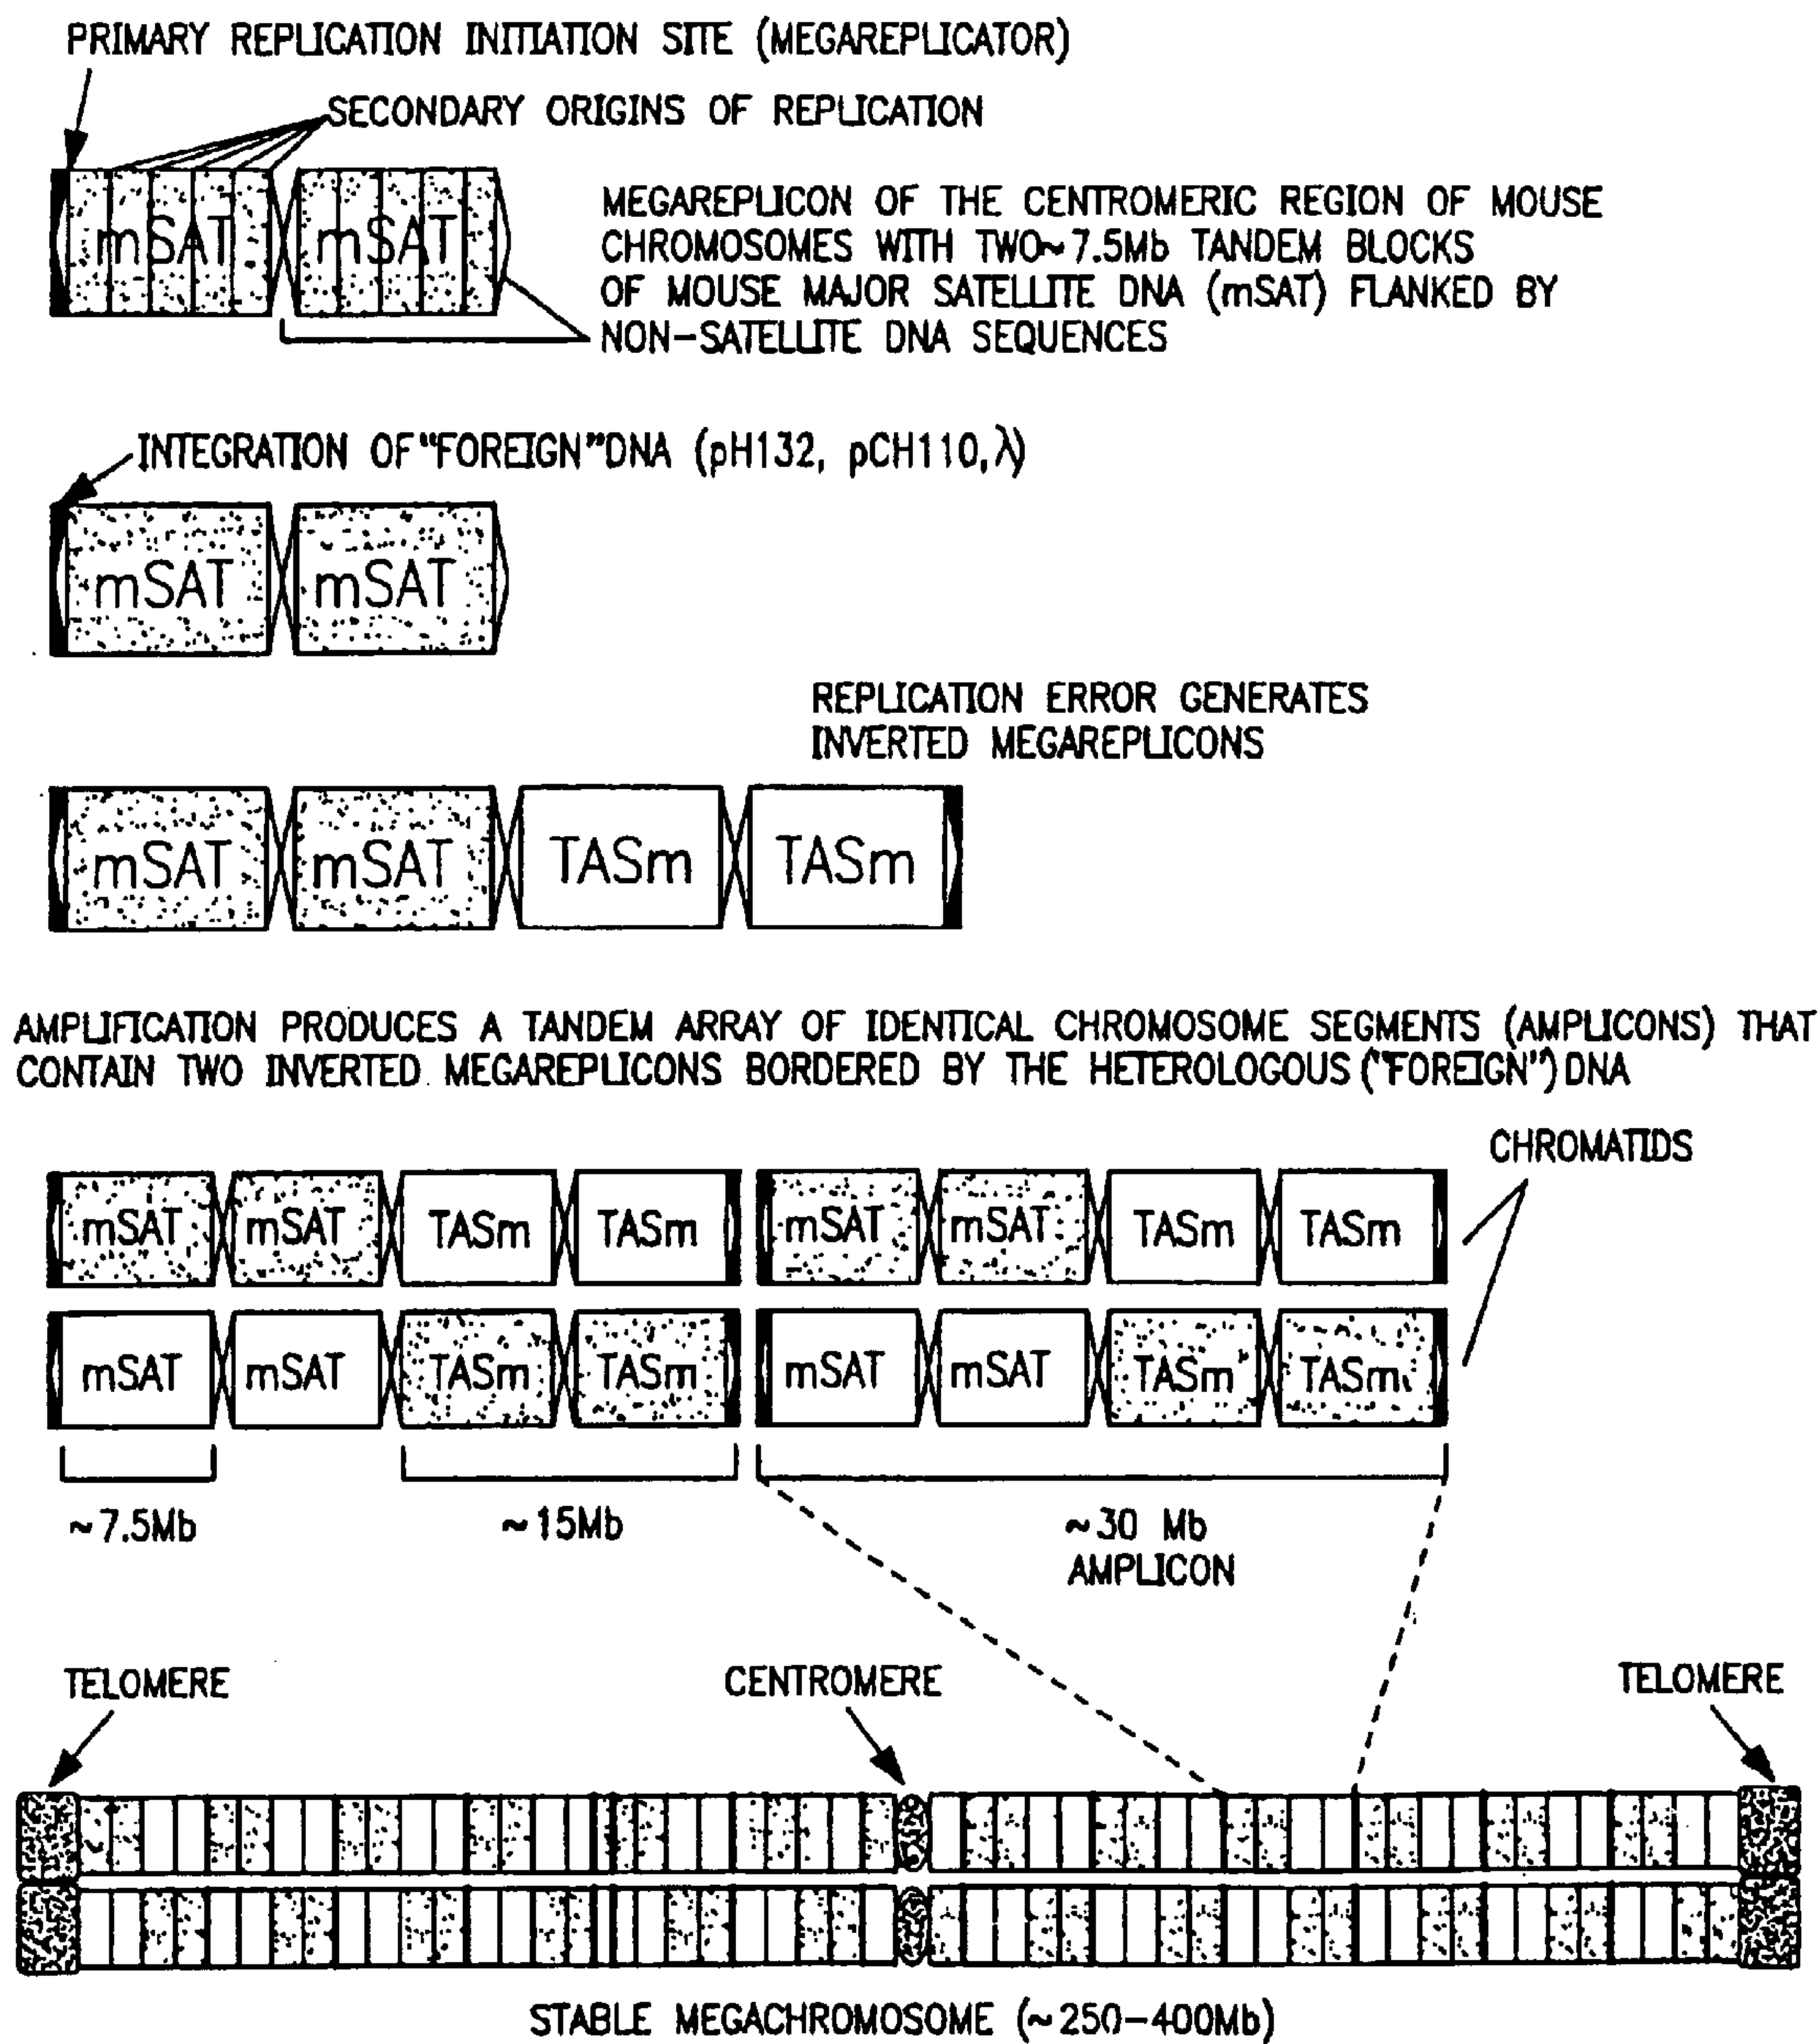 PRIMARY REPLICATION INITIATION SITE (MEGAREPLICATOR)
SECONDARY ORIGINS OF REPLICATION
mSAT mSAT
MEGAREPLICON OF THE CENTROMERIC REGION OF MOUSE
CHROMOSOMES WITH TWO~7.5Mb TANDEM BLOCKS
OF MOUSE MAJOR SATELLITE DNA (mSAT) FLANKED BY
NON-SATELLITE DNA SEQUENCES
INTEGRATION OF "FOREIGN" DNA (pH132, pCH110, λ)
mSAT mSAT
REPLICATION ERROR GENERATES
INVERTED MEGAREPLICONS
mSAT mSAT TASm TASm
AMPLIFICATION PRODUCES A TANDEM ARRAY OF IDENTICAL CHROMOSOME SEGMENTS (AMPLICONS) THAT
CONTAIN TWO INVERTED MEGAREPLICONS BORDERED BY THE HETEROLOGOUS ("FOREIGN") DNA
CHROMATIDS
mSAT mSAT TASm TASm mSAT mSAT TASm TASm
mSAT mSAT TASm TASm mSAT mSAT TASm TASm
~7.5Mb ~15Mb ~30 Mb
AMPLICON
TELOMERE CENTROMERE TELOMERE
STABLE MEGACHROMOSOME (~250-400Mb)